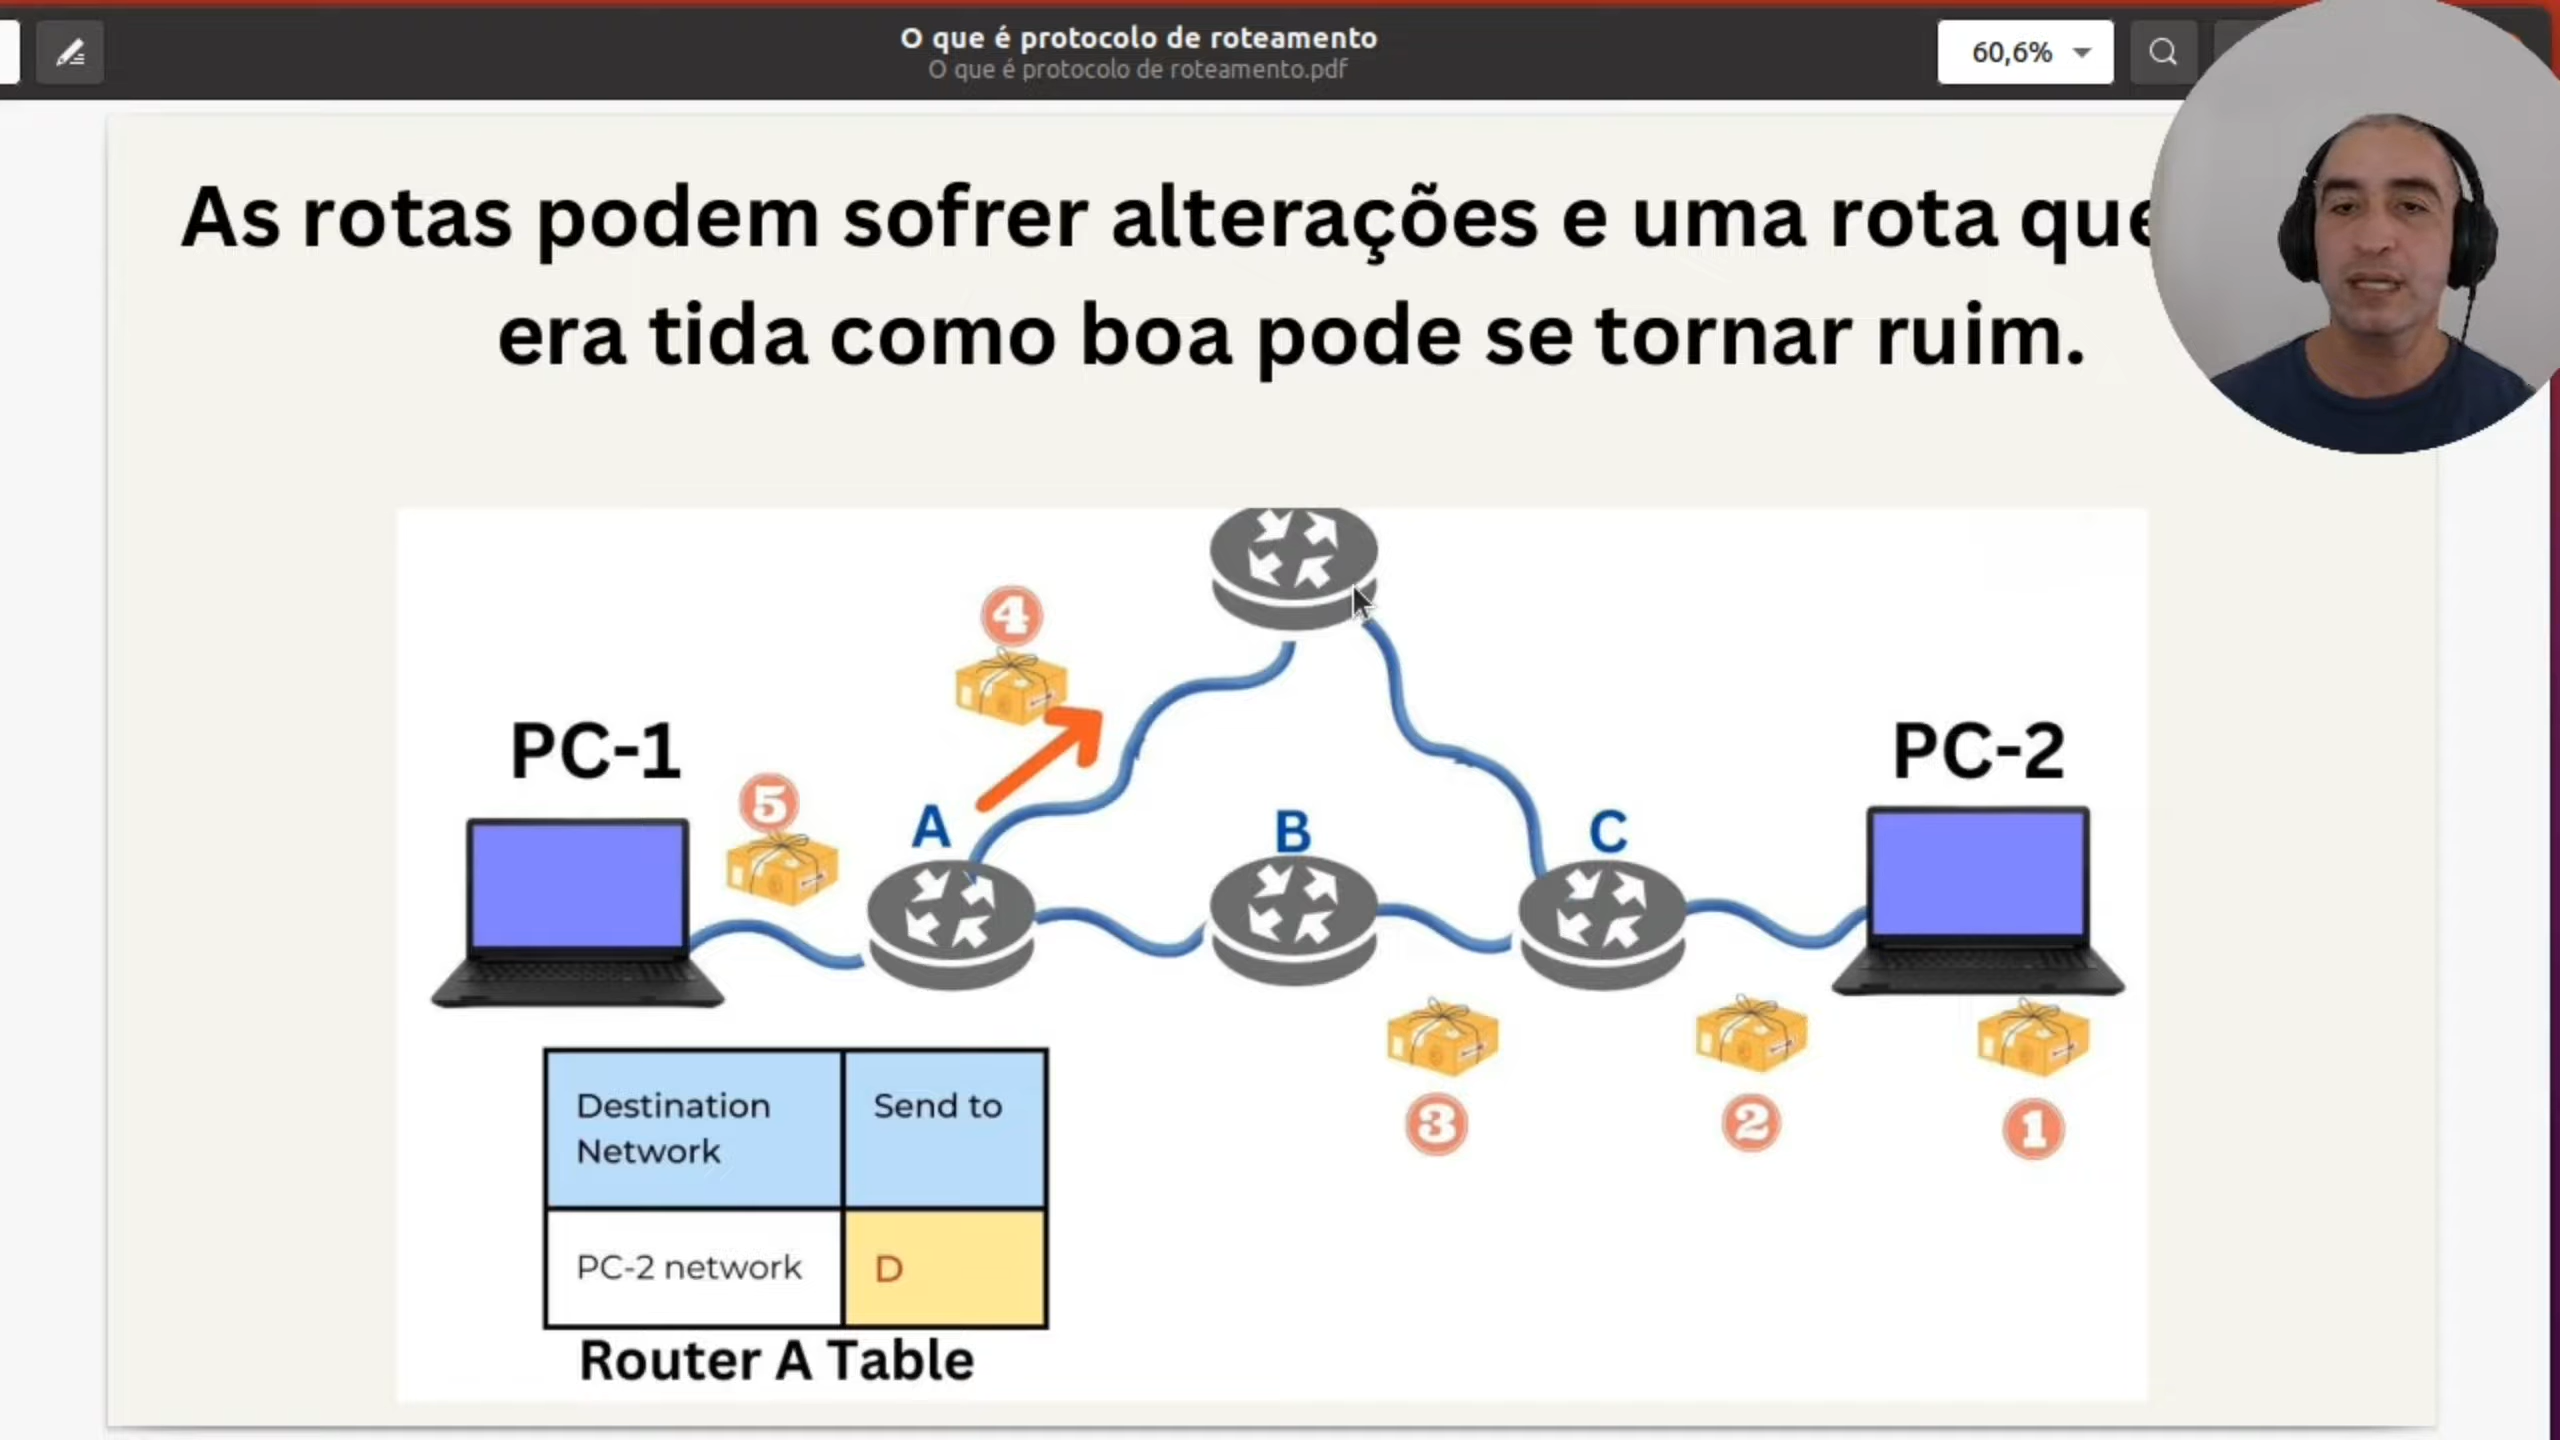 O que é protocolo de roteamento
O que é protocolo de roteamento.pdf
60,6%
As rotas podem sofrer alterações e uma rota que
era tida como boa pode se tornar ruim.
4
PC-1
PC-2
5
A
B
C
3
2
1
Destination
Network
Send to
PC-2 network
D
Router A Table